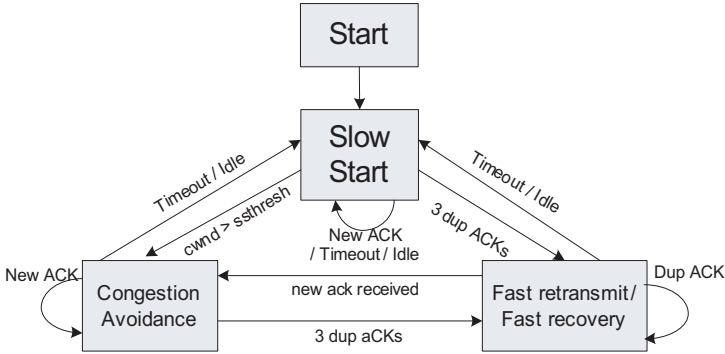 Start
Slow
Start
Timeout / Idle
cwnd > ssthresh
New ACK
/ Timeout / Idle
3 dup ACKs
Timeout / Idle
New ACK
Congestion
Avoidance
new ack received
3 dup aCKs
Fast retransmit/
Fast recovery
Dup ACK